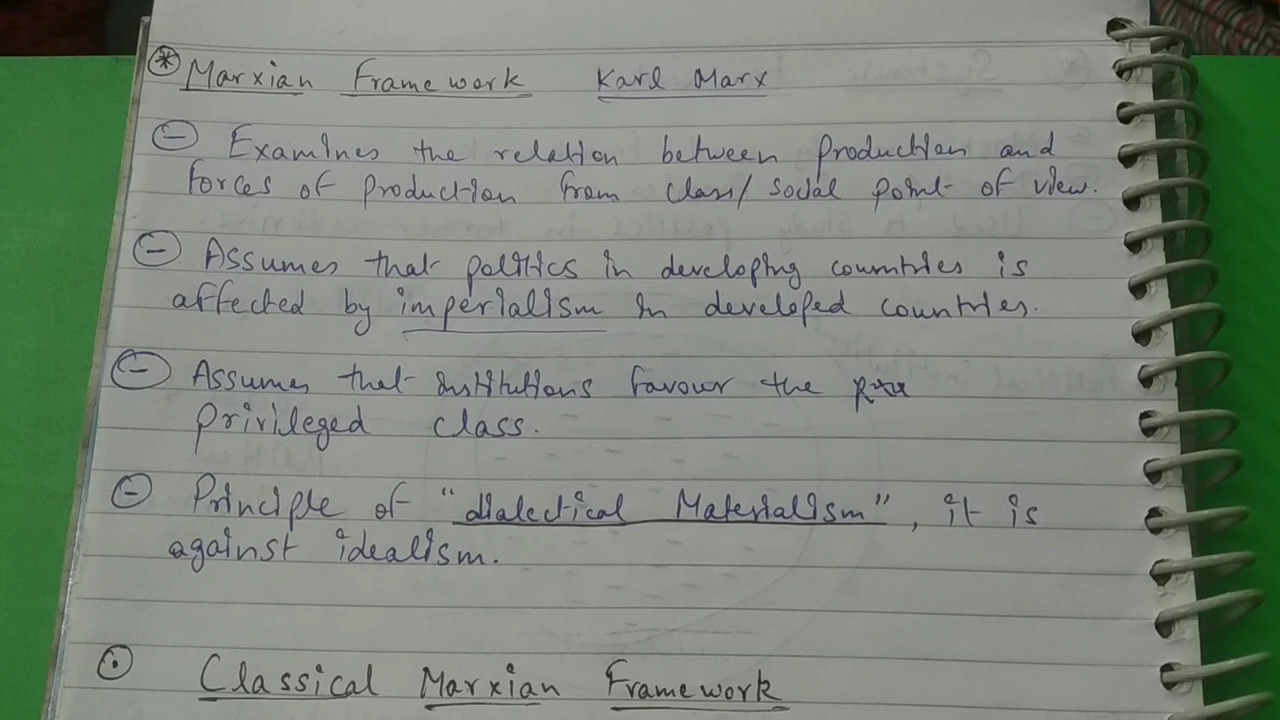 * Marxian Framework Karl Marx
- Examines the relation between production and
forces of production from class/ social point of view.
- Assumes that politics in developing countries is
affected by imperialism in developed countries.
- Assumes that institutions favour the
privileged class.
- Principle of "dialectical Materialism", it is
against idealism.
• Classical Marxian Framework